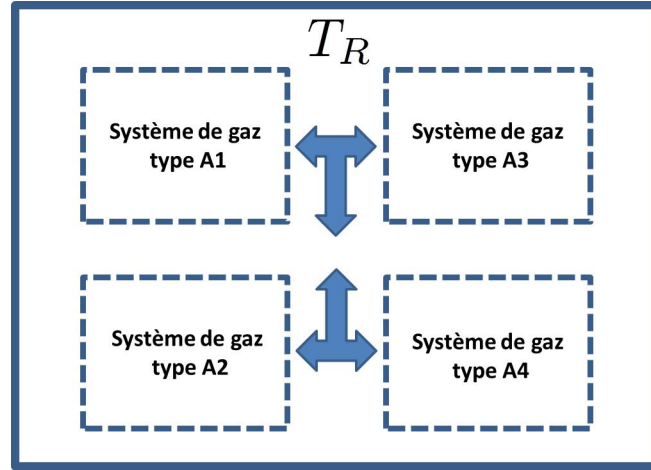 T_R
Système de gaz
type A1
Système de gaz
type A3
Système de gaz
type A2
Système de gaz
type A4